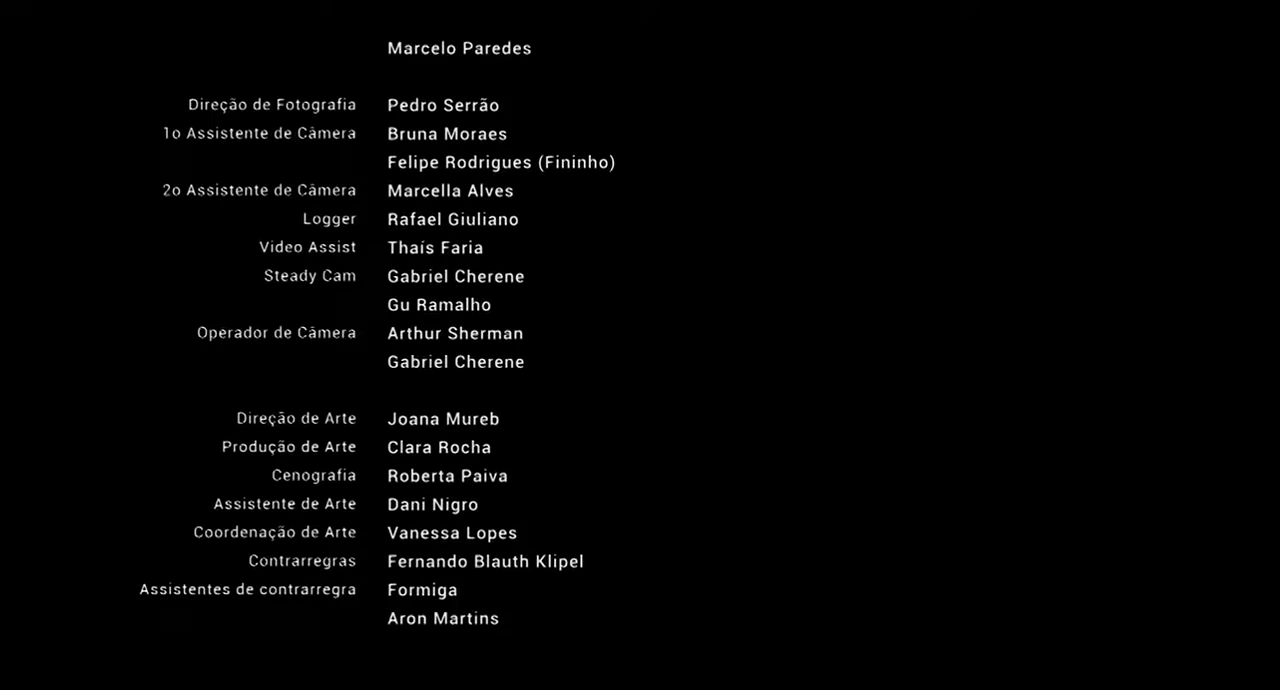 Marcelo Paredes
Direção de Fotografia Pedro Serrão
1o Assistente de Câmera Bruna Moraes
Felipe Rodrigues (Fininho)
2o Assistente de Câmera Marcella Alves
Logger Rafael Giuliano
Video Assist Thaís Faria
Steady Cam Gabriel Cherene
Gu Ramalho
Operador de Câmera Arthur Sherman
Gabriel Cherene
Direção de Arte Joana Mureb
Produção de Arte Clara Rocha
Cenografia Roberta Paiva
Assistente de Arte Dani Nigro
Coordenação de Arte Vanessa Lopes
Contrarregras Fernando Blauth Klipel
Assistentes de contrarregra Formiga
Aron Martins